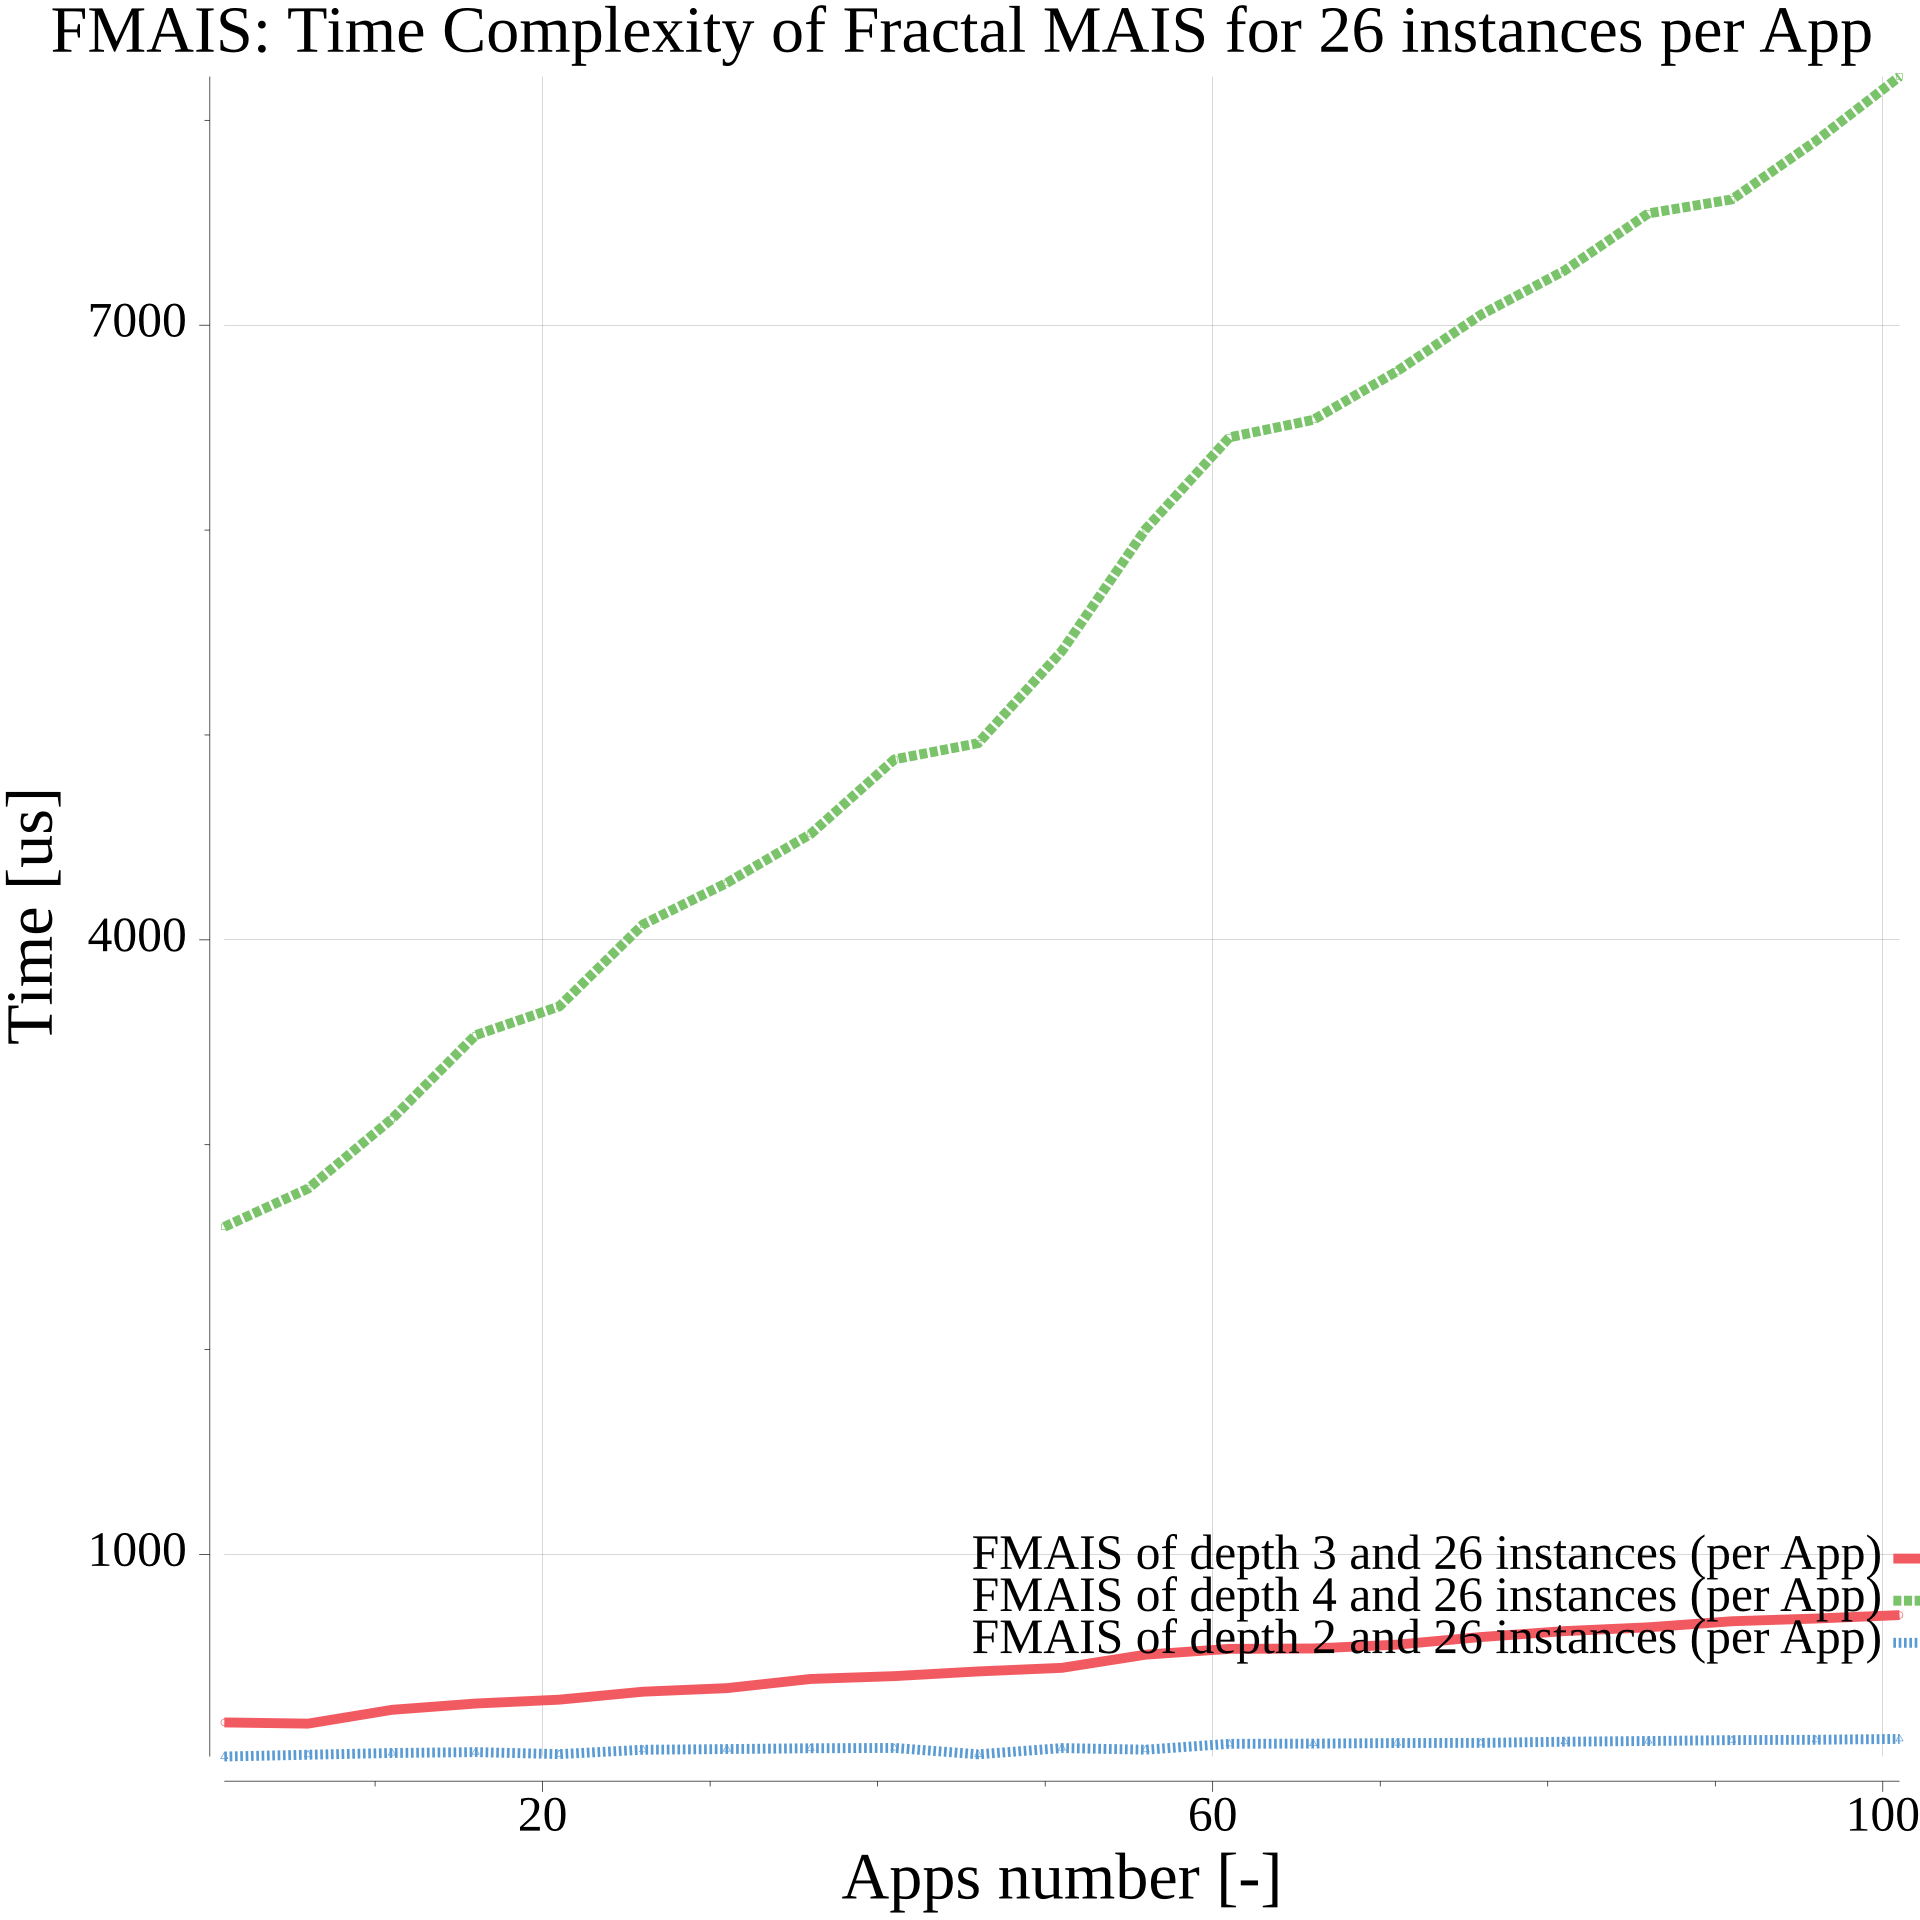 FMAIS: Time Complexity of Fractal MAIS for 26 instances per App
7000
4000
1000
Time [us]
FMAIS of depth 3 and 26 instances (per App)
FMAIS of depth 4 and 26 instances (per App)
FMAIS of depth 2 and 26 instances (per App)
20 60 100
Apps number [-]